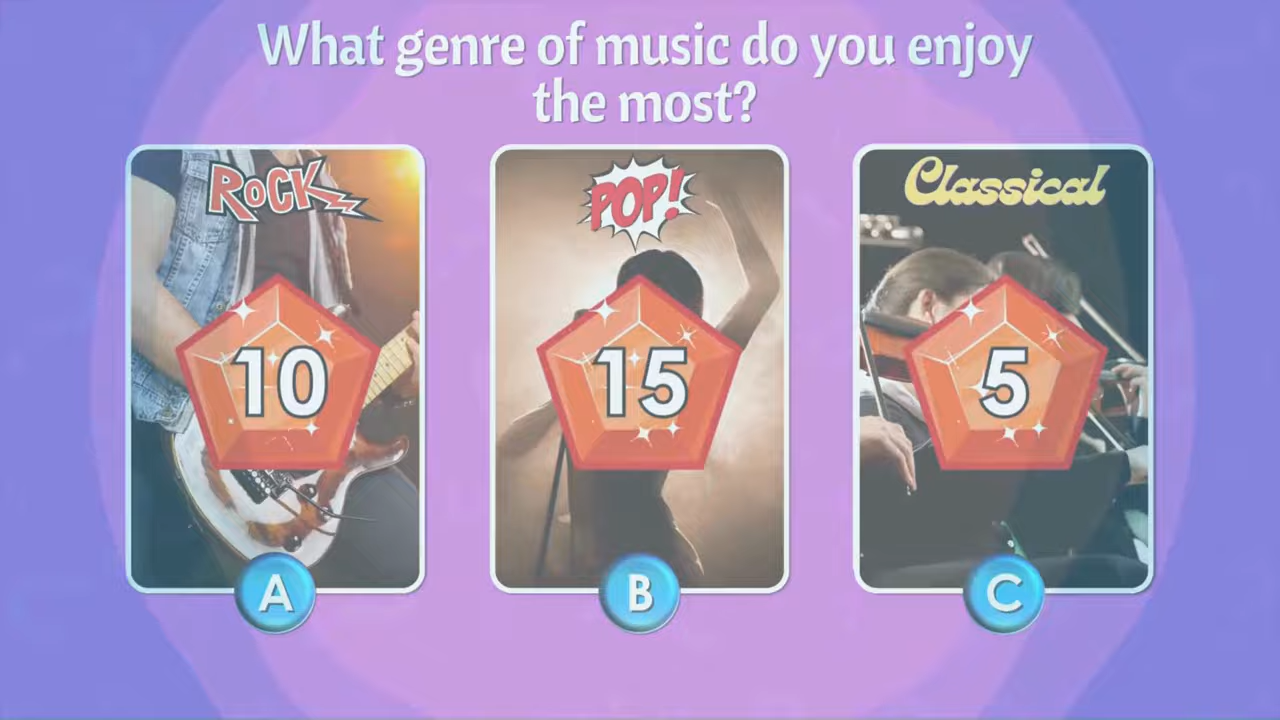 What genre of music do you enjoy
the most?
ROCK
POP!
Classical
10
15
5
A
B
C